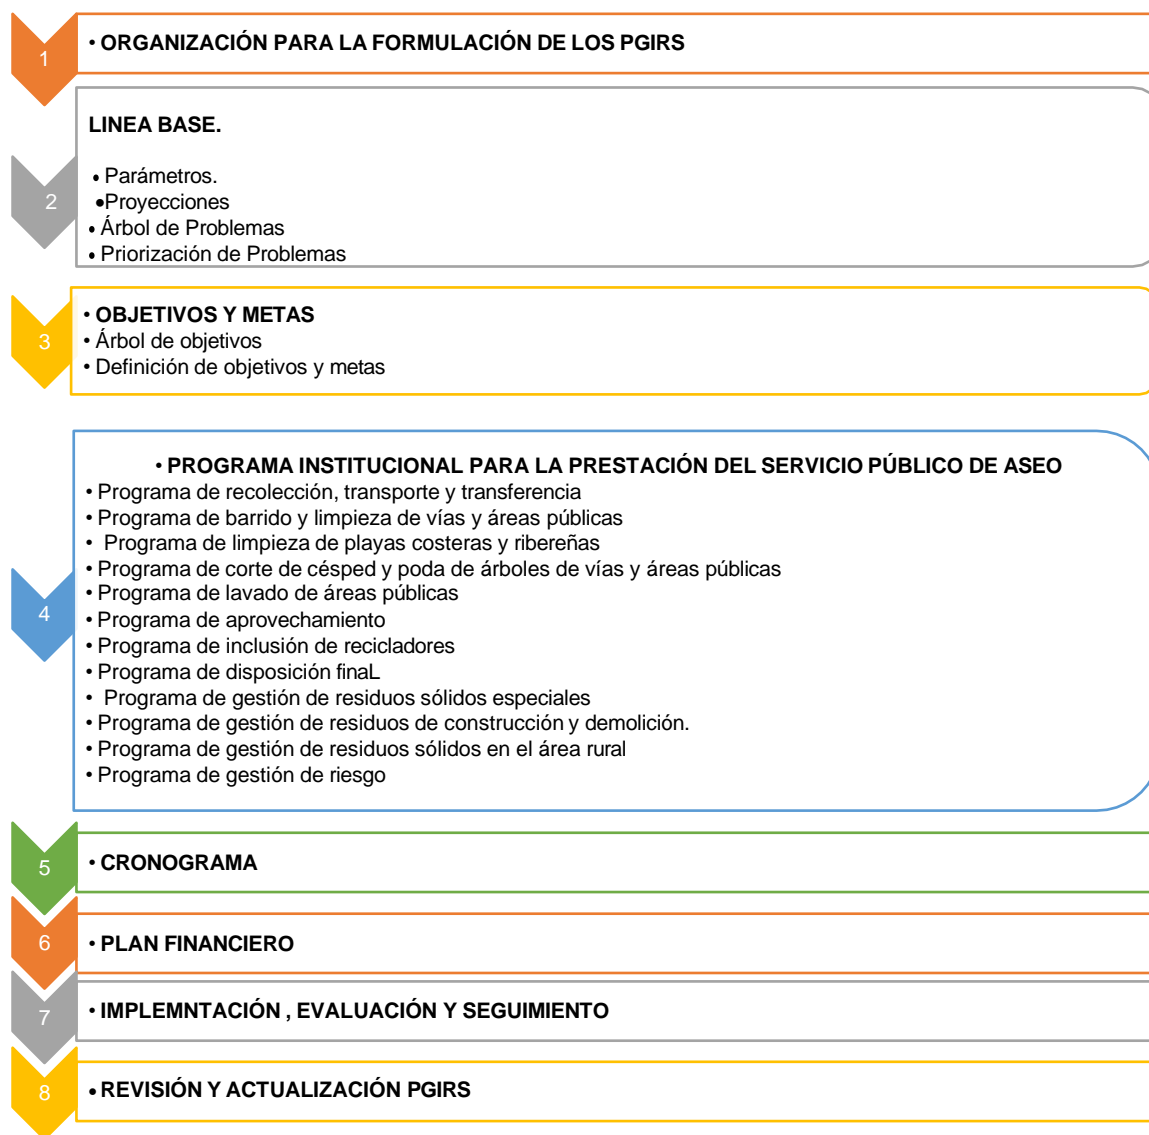 1
• ORGANIZACIÓN PARA LA FORMULACIÓN DE LOS PGIRS
2
LINEA BASE.
• Parámetros.
•Proyecciones
• Árbol de Problemas
• Priorización de Problemas
3
• OBJETIVOS Y METAS
• Árbol de objetivos
• Definición de objetivos y metas
4
• PROGRAMA INSTITUCIONAL PARA LA PRESTACIÓN DEL SERVICIO PÚBLICO DE ASEO
• Programa de recolección, transporte y transferencia
• Programa de barrido y limpieza de vías y áreas públicas
• Programa de limpieza de playas costeras y ribereñas
• Programa de corte de césped y poda de árboles de vías y áreas públicas
• Programa de lavado de áreas públicas
• Programa de aprovechamiento
• Programa de inclusión de recicladores
• Programa de disposición finaL
• Programa de gestión de residuos sólidos especiales
• Programa de gestión de residuos de construcción y demolición.
• Programa de gestión de residuos sólidos en el área rural
• Programa de gestión de riesgo
5
• CRONOGRAMA
6
• PLAN FINANCIERO
7
• IMPLEMNTACIÓN , EVALUACIÓN Y SEGUIMIENTO
8
• REVISIÓN Y ACTUALIZACIÓN PGIRS